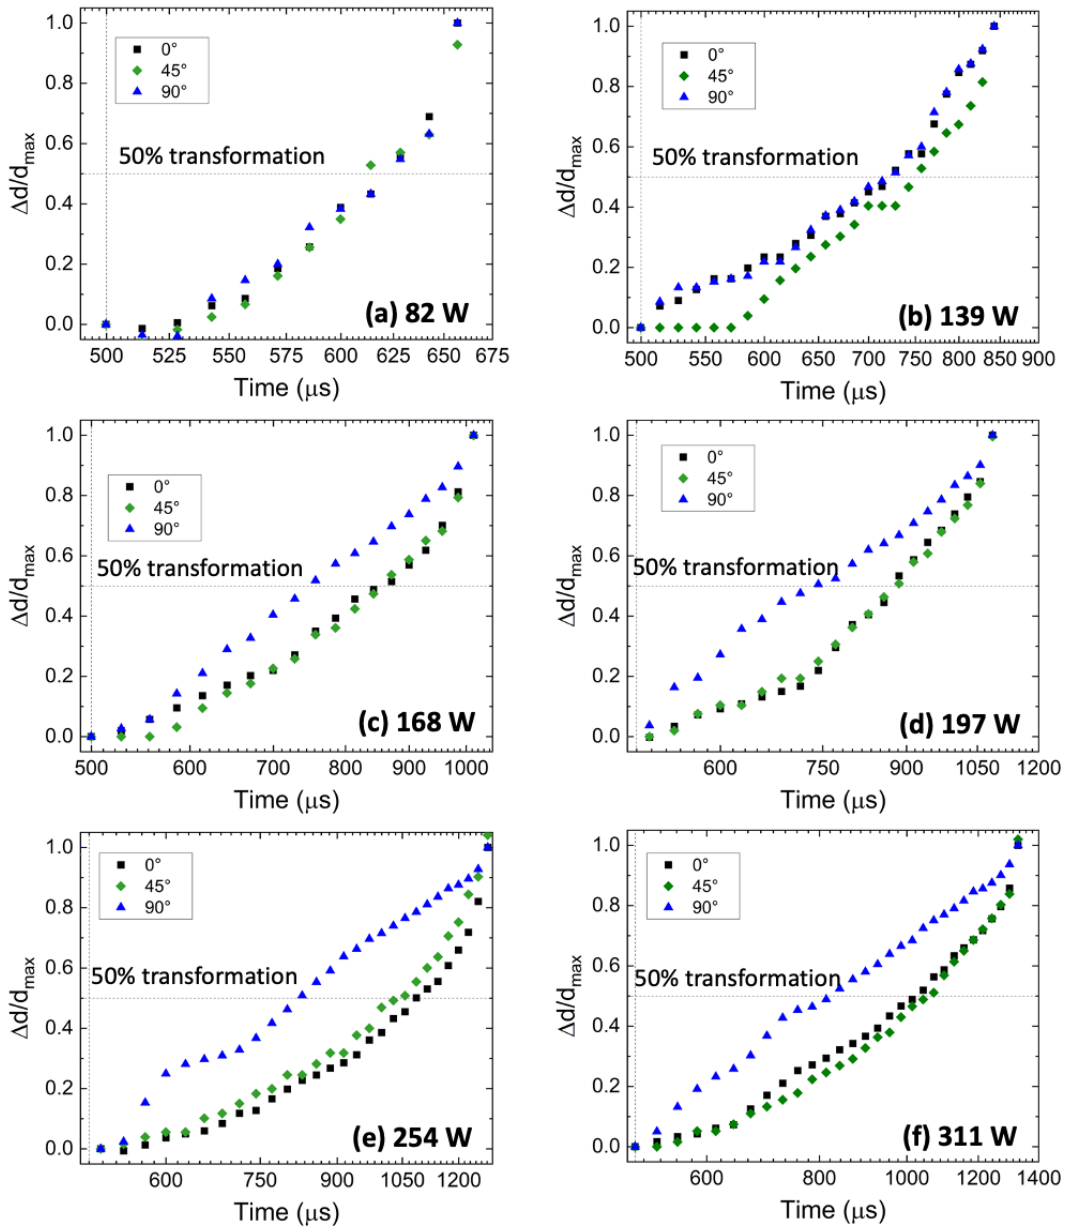 1.0
0.8
0.6
0.4
0.2
0.0
Δd/dmax
0°
45°
90°
50% transformation
(a) 82 W
500 525 550 575 600 625 650 675
Time (μs)
1.0
0.8
0.6
0.4
0.2
0.0
Δd/dmax
0°
45°
90°
50% transformation
(b) 139 W
500 550 600 650 700 750 800 850 900
Time (μs)
1.0
0.8
0.6
0.4
0.2
0.0
Δd/dmax
0°
45°
90°
50% transformation
(c) 168 W
500 600 700 800 900 1000
Time (μs)
1.0
0.8
0.6
0.4
0.2
0.0
Δd/dmax
0°
45°
90°
50% transformation
(d) 197 W
600 750 900 1050 1200
Time (μs)
1.0
0.8
0.6
0.4
0.2
0.0
Δd/dmax
0°
45°
90°
50% transformation
(e) 254 W
600 750 900 1050 1200
Time (μs)
1.0
0.8
0.6
0.4
0.2
0.0
Δd/dmax
0°
45°
90°
50% transformation
(f) 311 W
600 800 1000 1200 1400
Time (μs)